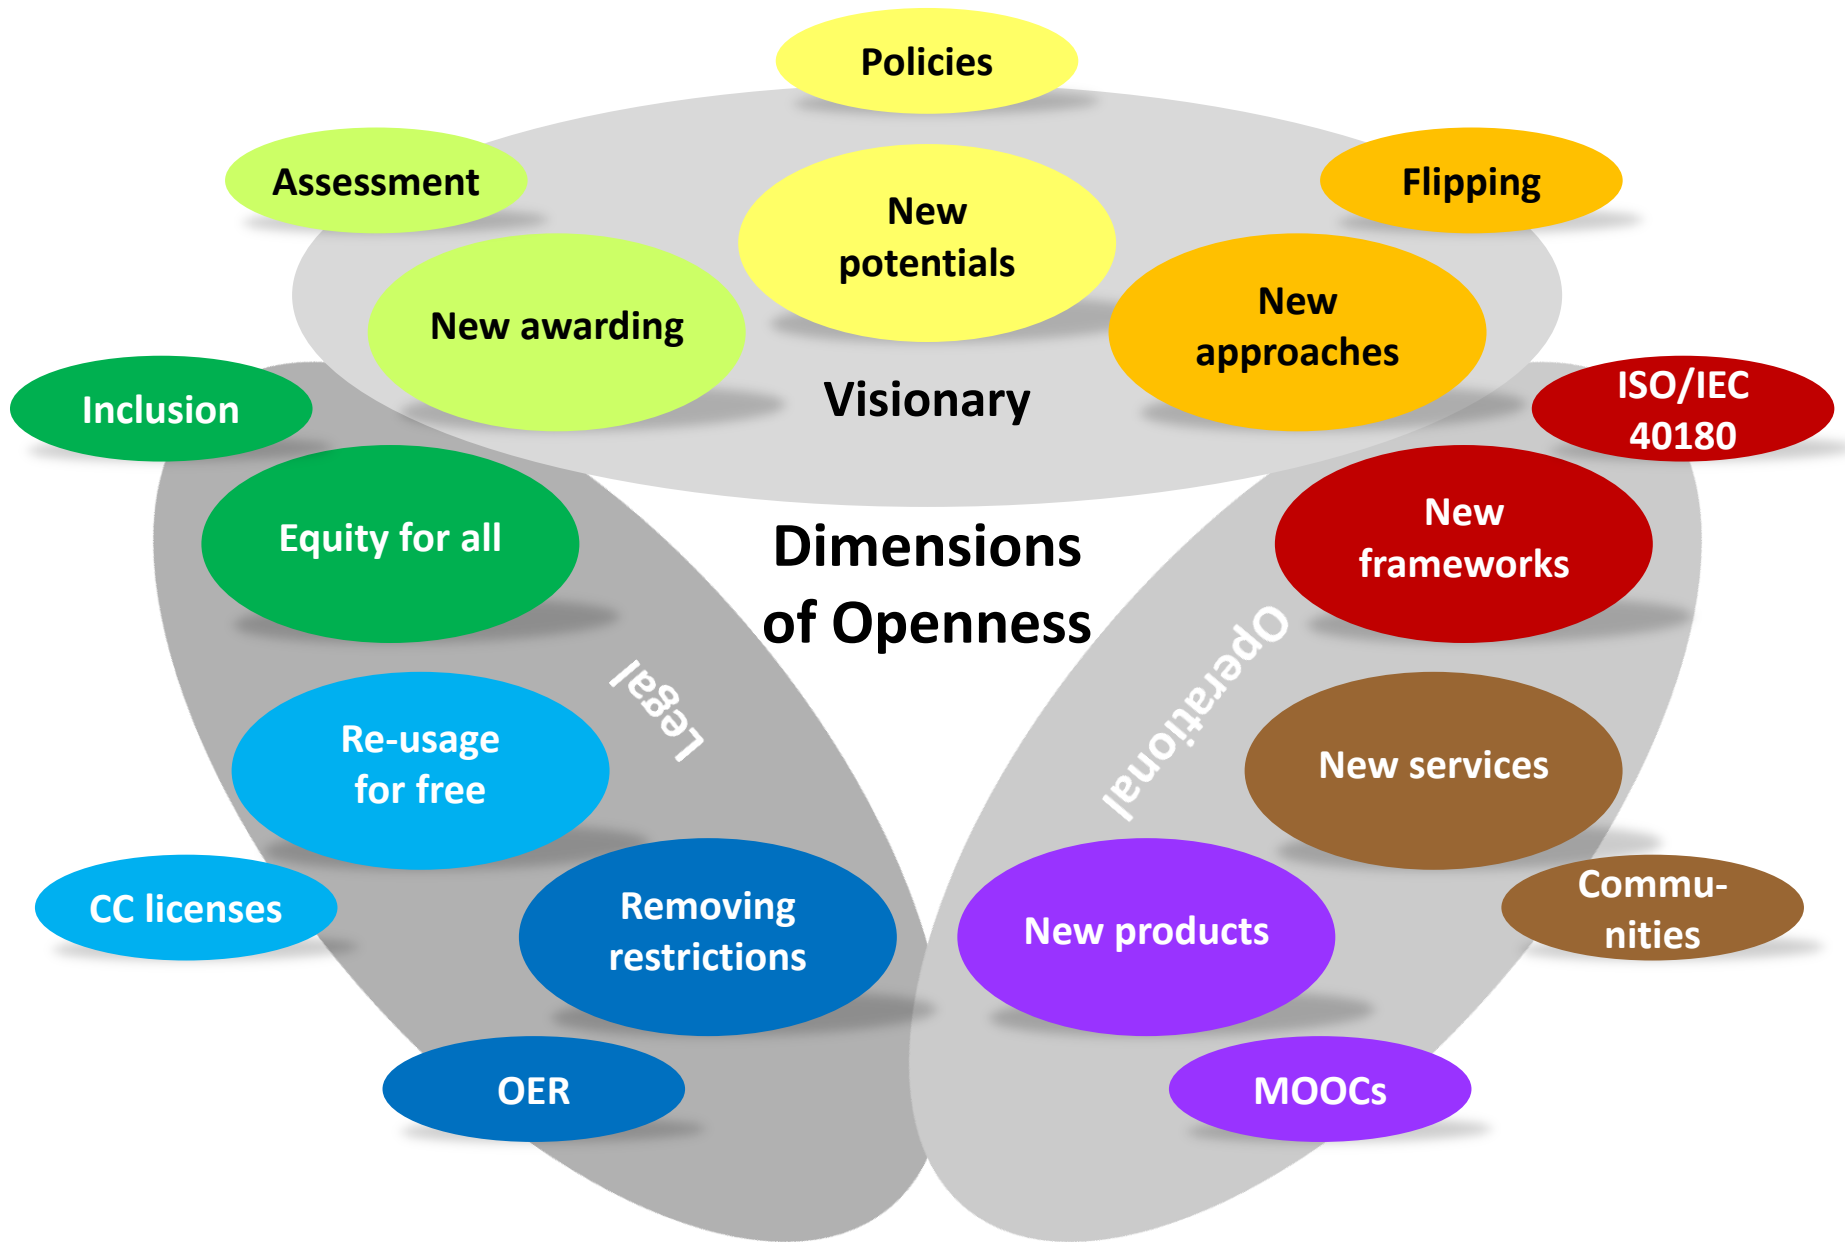 Policies
Assessment
Flipping
New
potentials
New awarding
New
approaches
Visionary
Inclusion
ISO/IEC
40180
Equity for all
New
frameworks
Dimensions
of Openness
Legal
Operational
Re-usage
for free
New services
CC licenses
Removing
restrictions
New products
Commu-
nities
OER
MOOCs